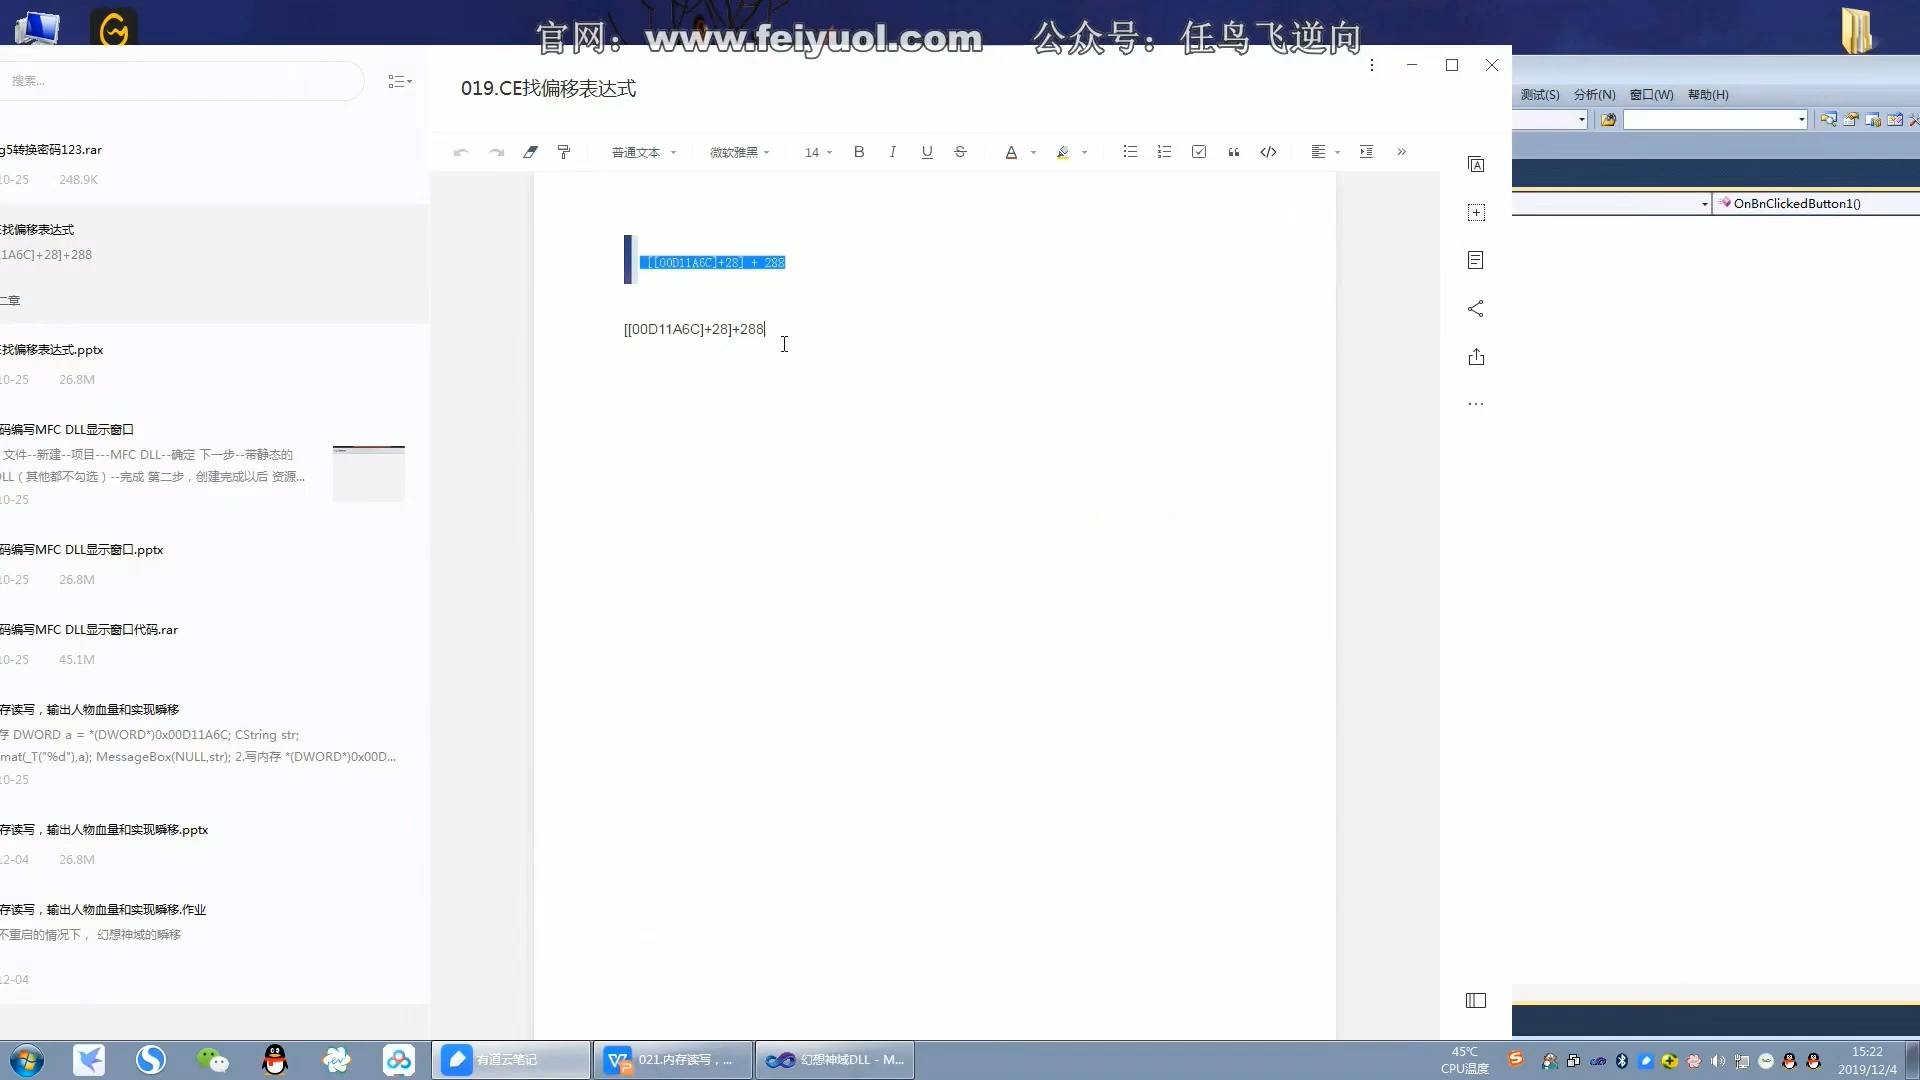 官网：www.feiyuol.com 公众号：任鸟飞逆向
搜索...
019.CE找偏移表达式
测试(S) 分析(N) 窗口(W) 帮助(H)
普通文本 微软雅黑 14 B I U S A
OnBnClickedButton1()
g5转换密码123.rar
10-25 248.9K
E找偏移表达式
1A6C]+28]+288
二章
E找偏移表达式.pptx
10-25 26.8M
码编写MFC DLL显示窗口
文件--新建--项目---MFC DLL--确定 下一步--带静态的
DLL（其他都不勾选）--完成 第二步，创建完成以后 资源...
10-25
码编写MFC DLL显示窗口.pptx
10-25 26.8M
码编写MFC DLL显示窗口代码.rar
10-25 45.1M
存读写，输出人物血量和实现瞬移
存 DWORD a = *(DWORD*)0x00D11A6C; CString str;
mat(_T("%d"),a); MessageBox(NULL,str); 2.写内存 *(DWORD*)0x00D...
10-25
存读写，输出人物血量和实现瞬移.pptx
12-04 26.8M
存读写，输出人物血量和实现瞬移.作业
不重启的情况下， 幻想神域的瞬移
12-04
[[00D11A6C]+28] + 288
[[00D11A6C]+28]+288
有道云笔记
021.内存读写，...
幻想神域DLL - M...
45℃
CPU温度
15:22
2019/12/4